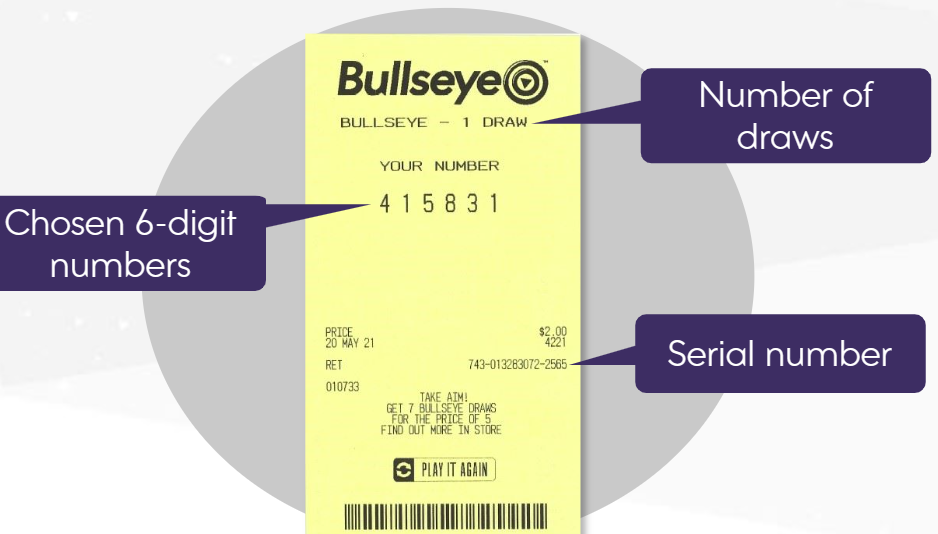 Bullseye
BULLSEYE - 1 DRAW
Number of
draws
YOUR NUMBER
4 1 5 8 3 1
Chosen 6-digit
numbers
PRICE $2.00
20 MAY 21 4221
RET 743-013283072-2565
Serial number
010733
TAKE AIM!
GET 7 BULLSEYE DRAWS
FOR THE PRICE OF 5
FIND OUT MORE IN STORE
PLAY IT AGAIN